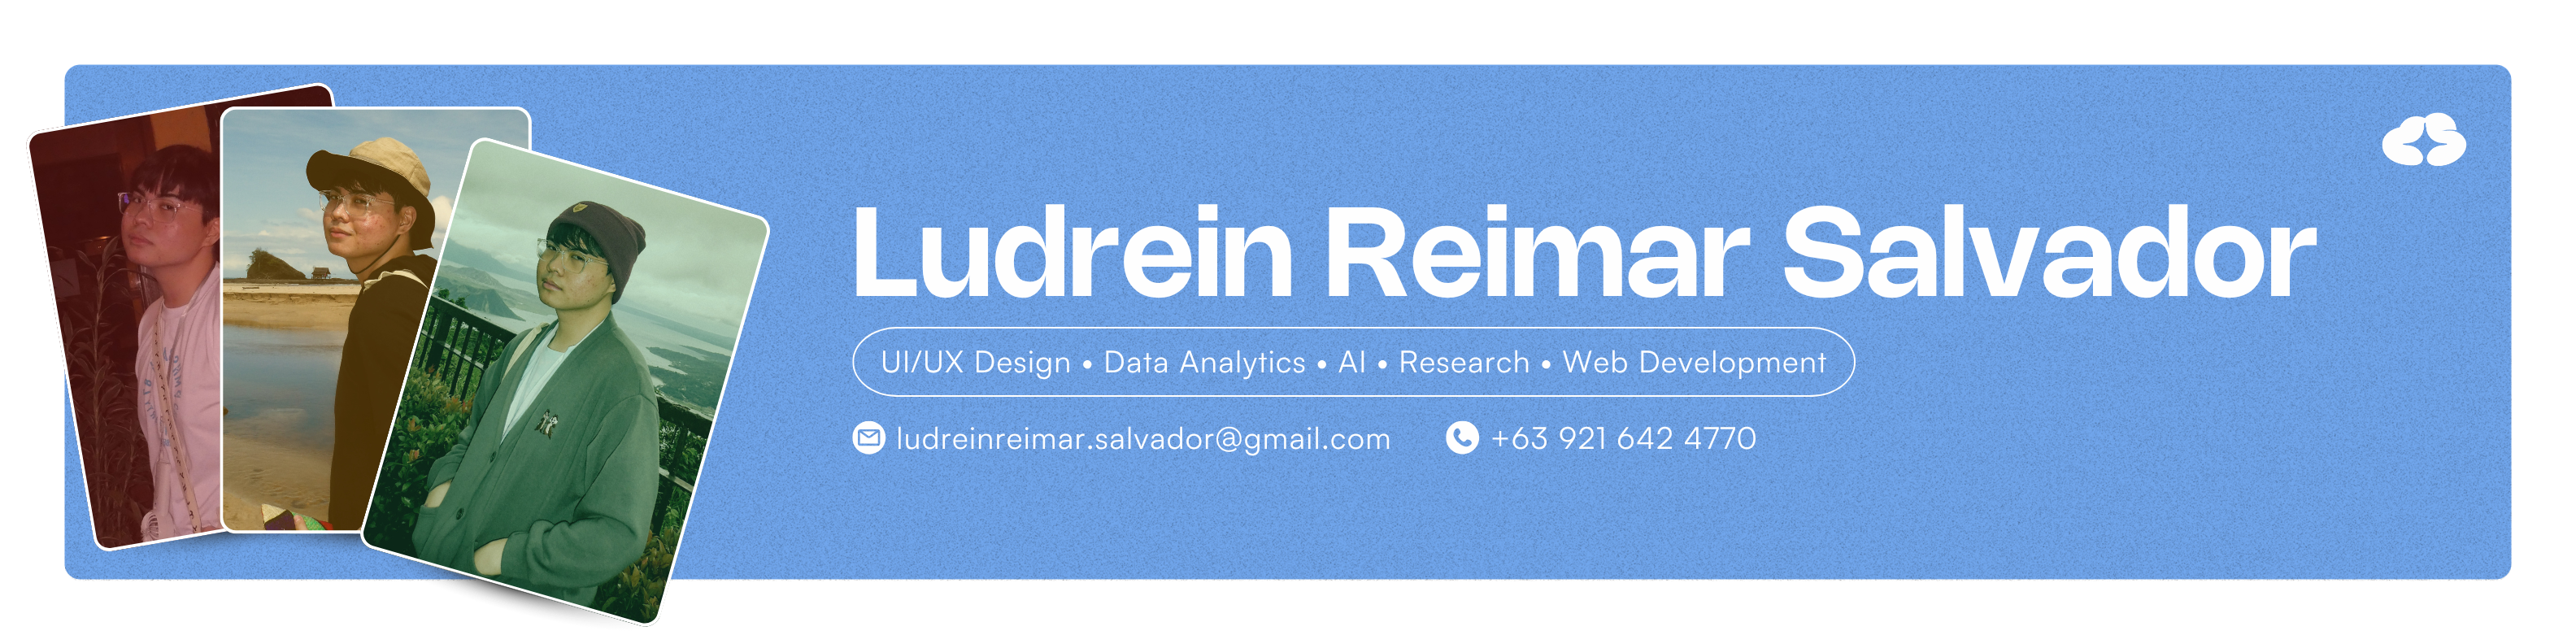 Ludrein Reimar Salvador
UI/UX Design • Data Analytics • AI • Research • Web Development
ludreinreimar.salvador@gmail.com
+63 921 642 4770